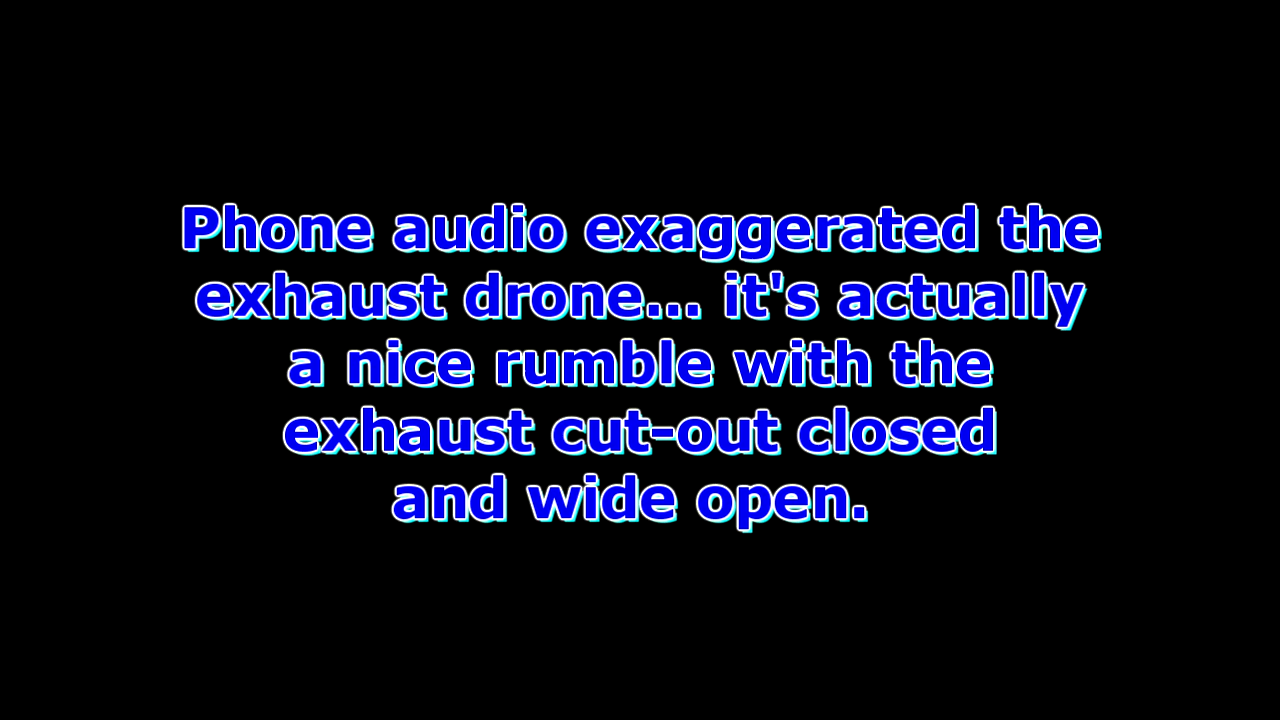 Phone audio exaggerated the
exhaust drone... it's actually
a nice rumble with the
exhaust cut-out closed
and wide open.